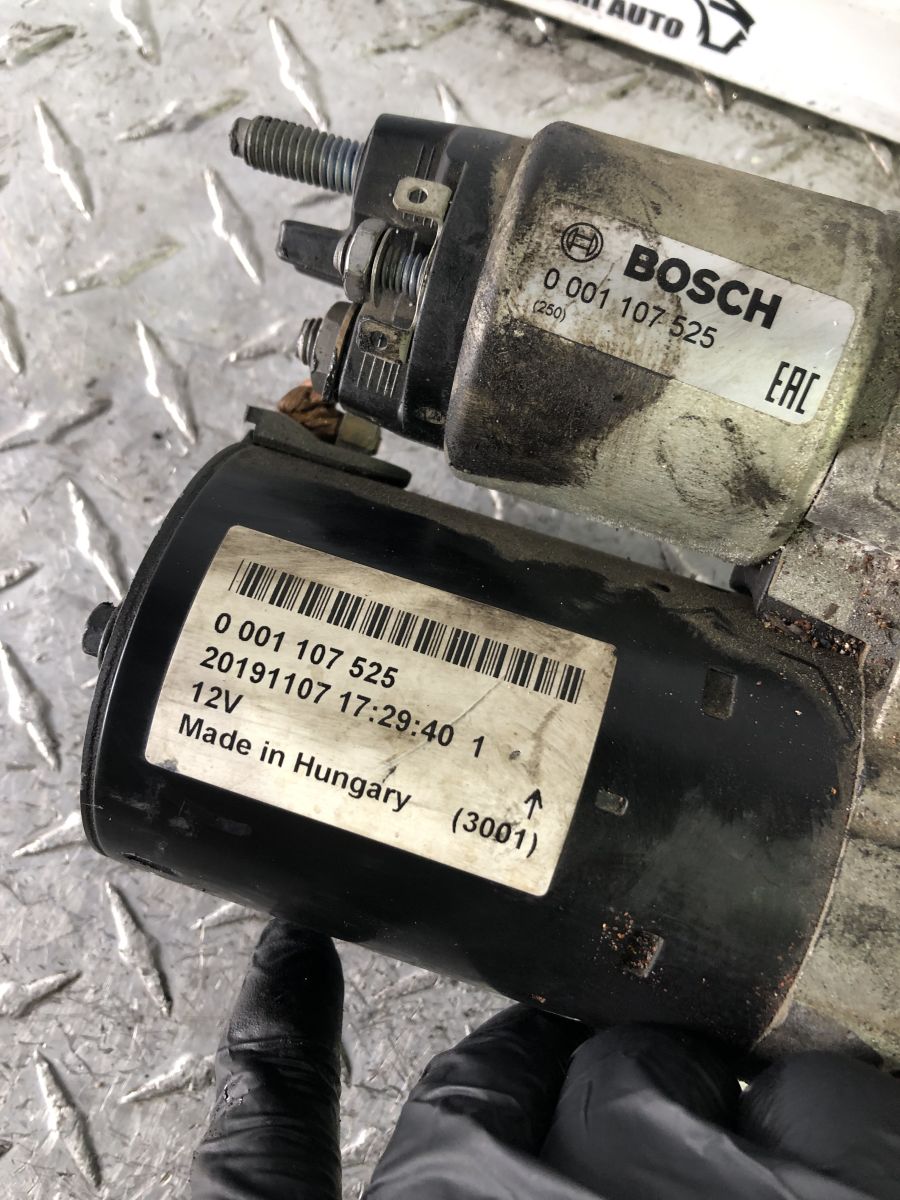 AUTO
BOSCH
0 001 107 525
(250)
EAC
0 001 107 525
20191107 17:29:40 1
12V
Made in Hungary
(3001)